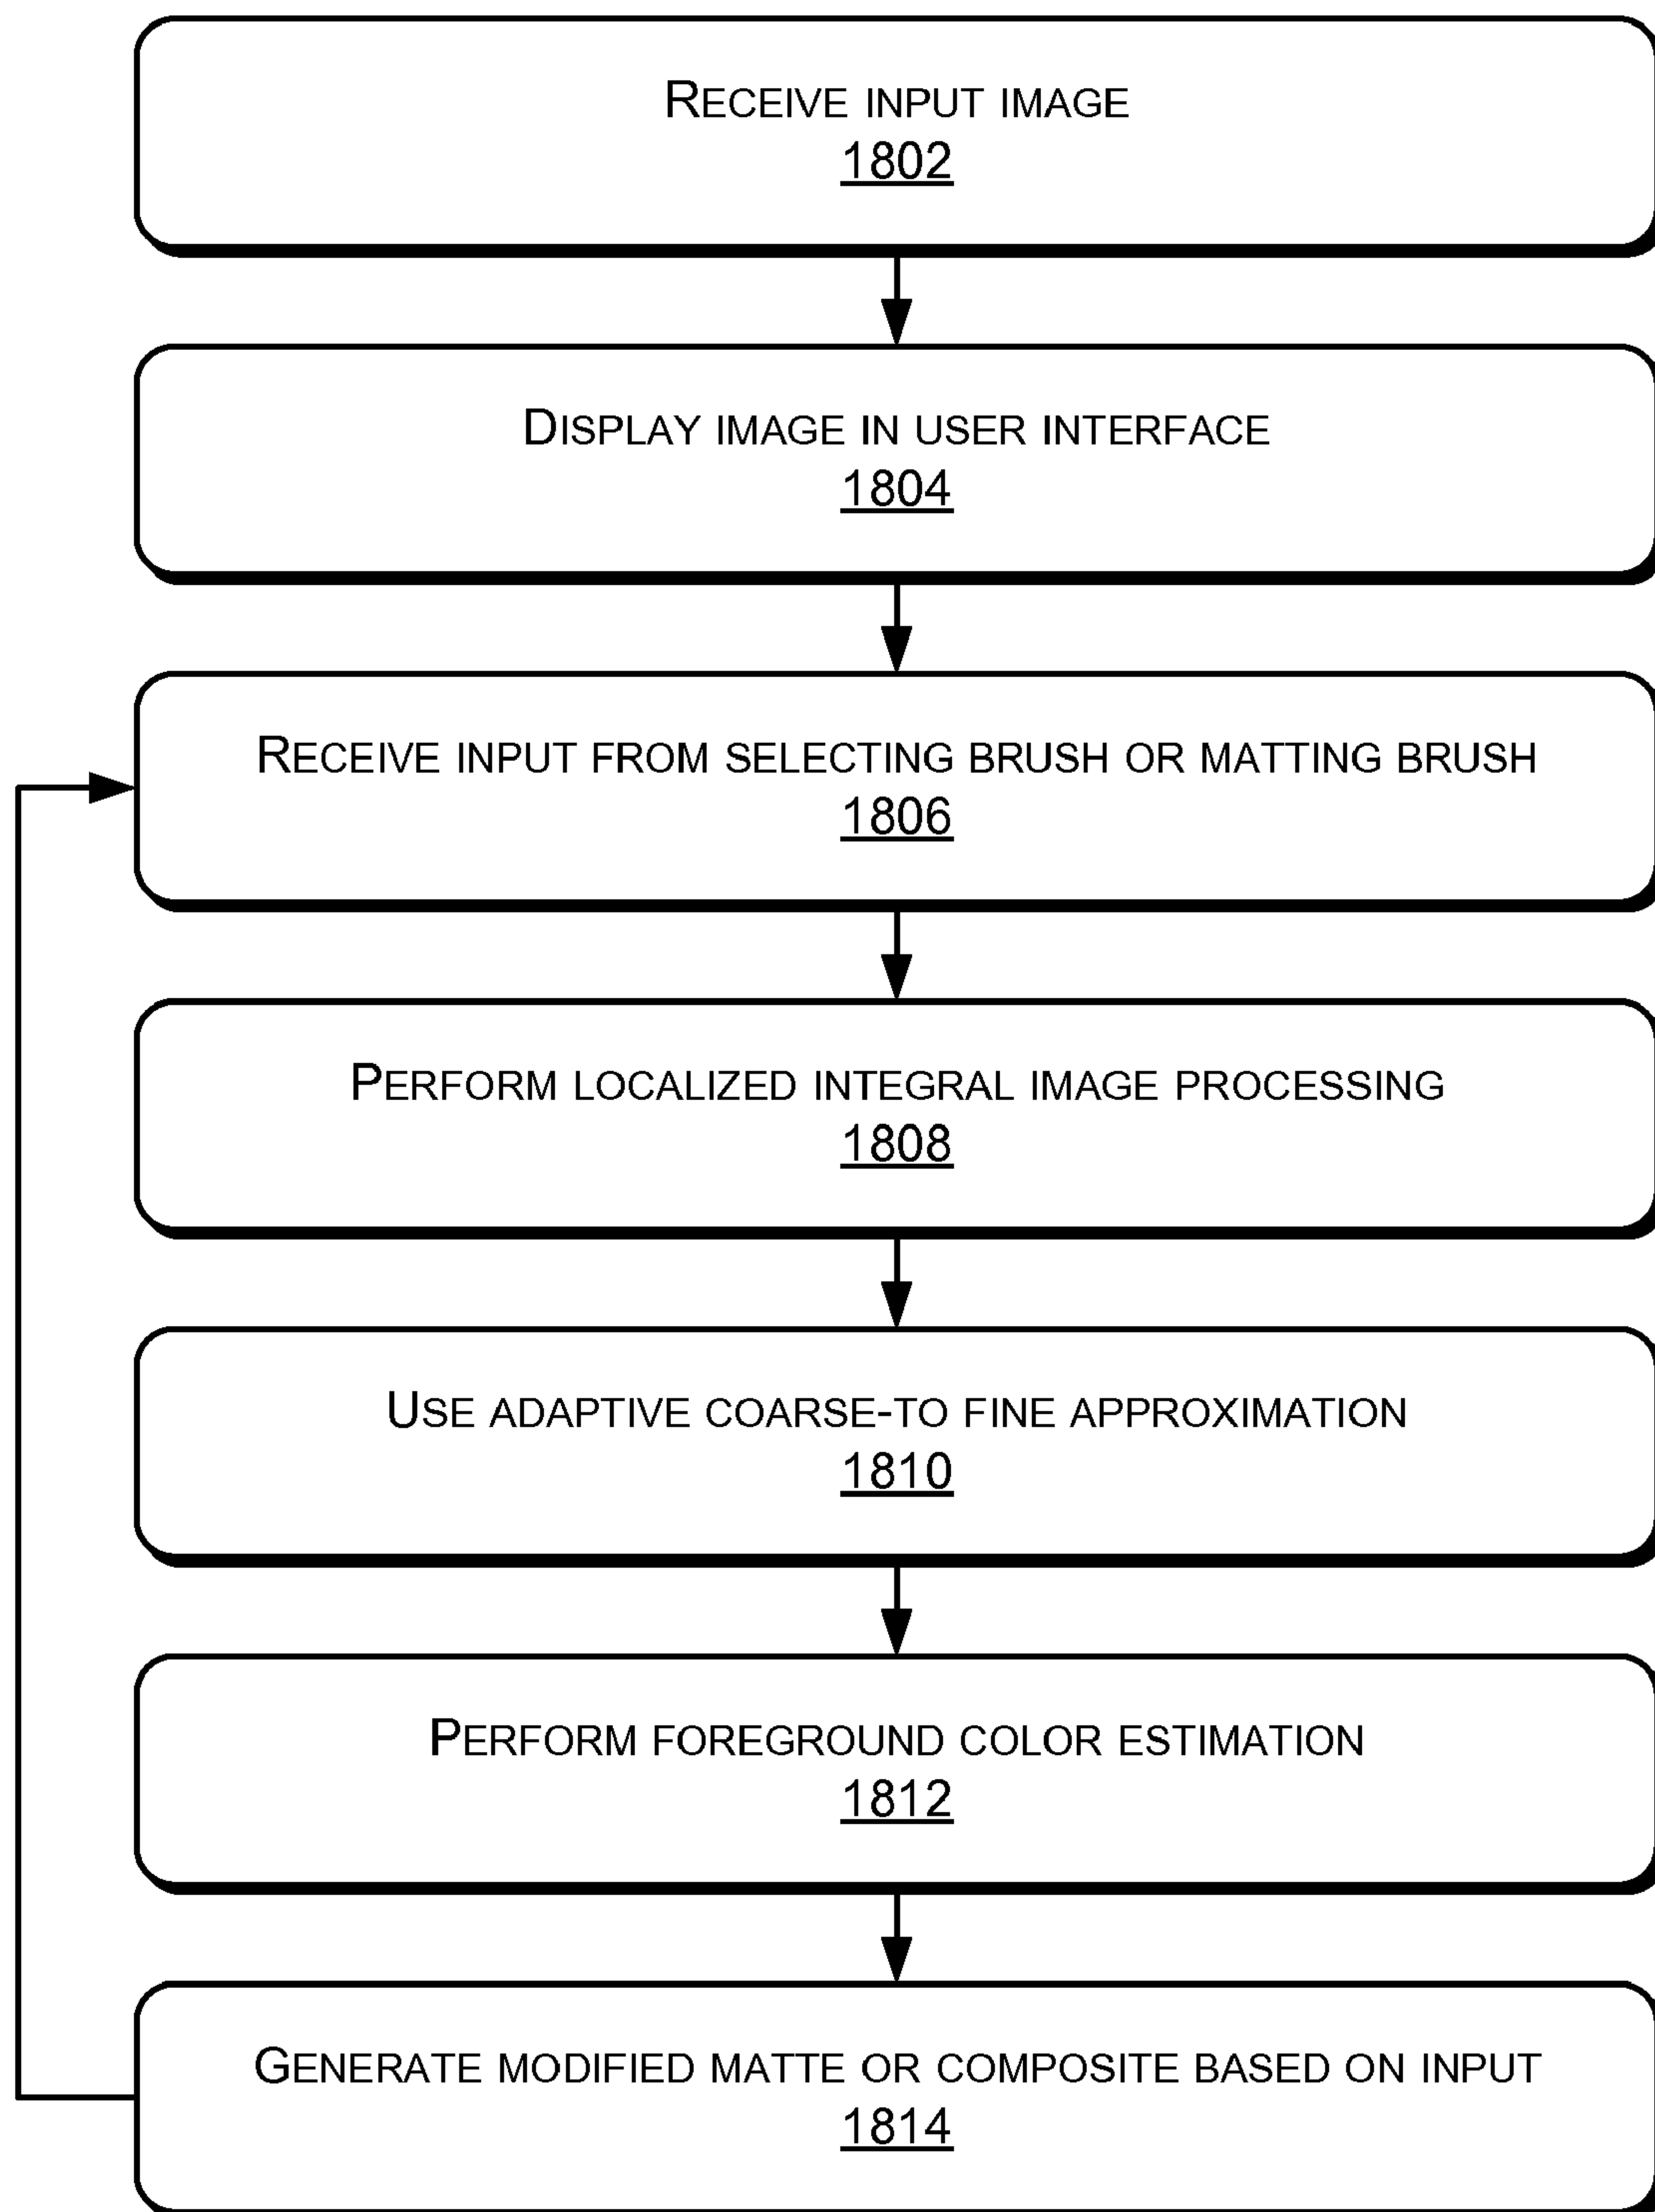 RECEIVE INPUT IMAGE
1802
DISPLAY IMAGE IN USER INTERFACE
1804
RECEIVE INPUT FROM SELECTING BRUSH OR MATTING BRUSH
1806
PERFORM LOCALIZED INTEGRAL IMAGE PROCESSING
1808
USE ADAPTIVE COARSE-TO FINE APPROXIMATION
1810
PERFORM FOREGROUND COLOR ESTIMATION
1812
GENERATE MODIFIED MATTE OR COMPOSITE BASED ON INPUT
1814